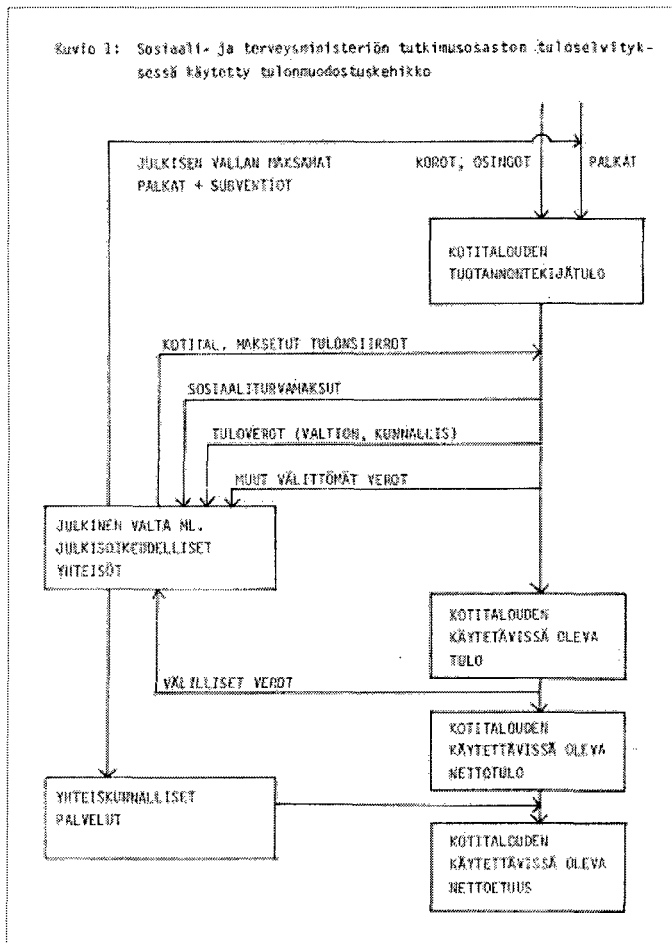 Kuvio 1: Sosiaali- ja terveysministeriön tutkimusosaston tuloselvityk-
sessä käytetty tulonmuodostuskehikko
JULKISEN VALLAN MAKSAMAT
PALKAT + SUBVENTIOT
KOROT, OSINGOT
PALKAT
KOTITALOUDEN
TUOTANNONTEKIJÄTULO
KOTITAL. MAKSETUT TULONSIIRROT
SOSIAALITURVAMAKSUT
TULOVEROT (VALTION, KUNNALLIS)
MUUT VÄLITTÖMÄT VEROT
JULKINEN VALTA ML.
JULKISOIKEUDELLISET
YHTEISÖT
KOTITALOUDEN
KÄYTETÄVISSÄ OLEVA
TULO
VÄLILLISET VEROT
KOTITALOUDEN
KÄYTETTÄVISSÄ OLEVA
NETTOTULO
YHTEISKUNNALLISET
PALVELUT
KOTITALOUDEN
KÄYTETTÄVISSÄ OLEVA
NETTOETUUS